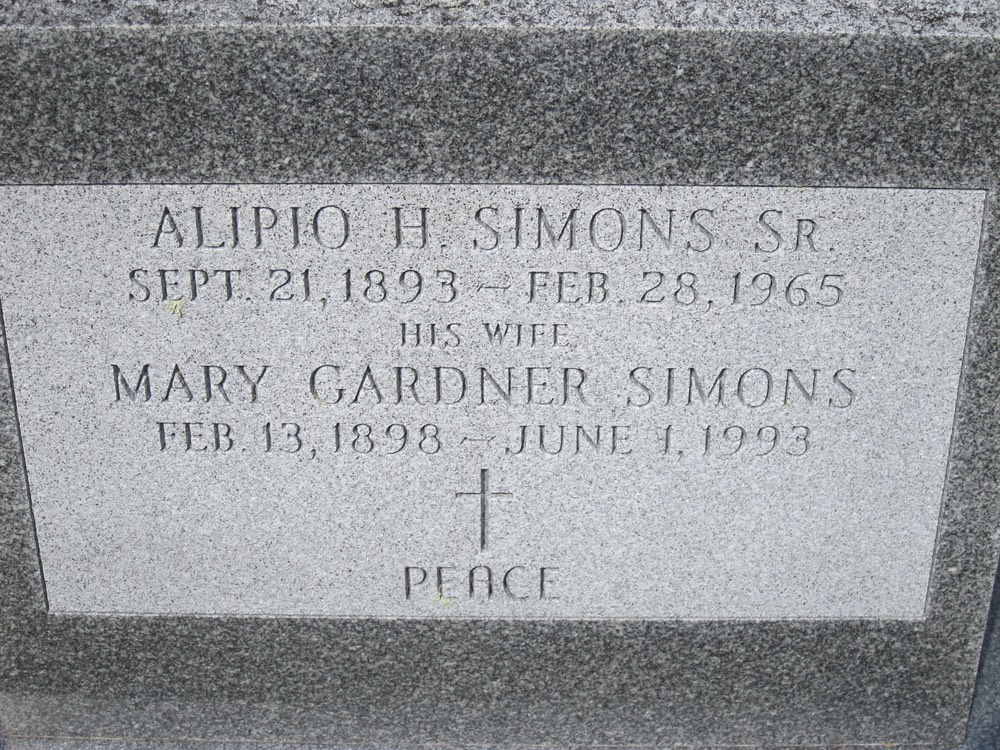 ALIPIO H. SIMONS SR.
SEPT. 21, 1893 ~ FEB. 28, 1965
HIS WIFE
MARY GARDNER SIMONS
FEB. 13, 1898 ~ JUNE 1, 1993
PEACE